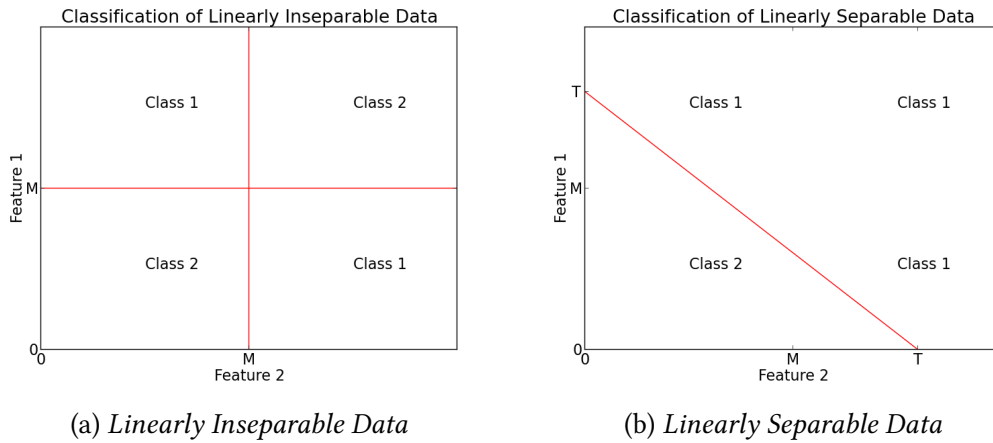 Classification of Linearly Inseparable Data
Class 1
Class 2
M
Feature 1
Class 2
Class 1
0
0
M
Feature 2
(a) Linearly Inseparable Data
Classification of Linearly Separable Data
T
Class 1
Class 1
M
Feature 1
Class 2
Class 1
0
0
M
T
Feature 2
(b) Linearly Separable Data